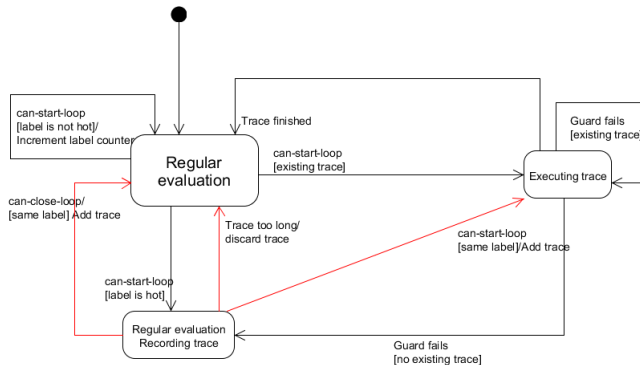 can-start-loop
[label is not hot]/
Increment label counter
Trace finished
Guard fails
[existing trace]
Regular
evaluation
can-start-loop
[existing trace]
Executing trace
can-close-loop/
[same label] Add trace
Trace too long/
discard trace
can-start-loop
[same label]/Add trace
can-start-loop
[label is hot]
Regular evaluation
Recording trace
Guard fails
[no existing trace]